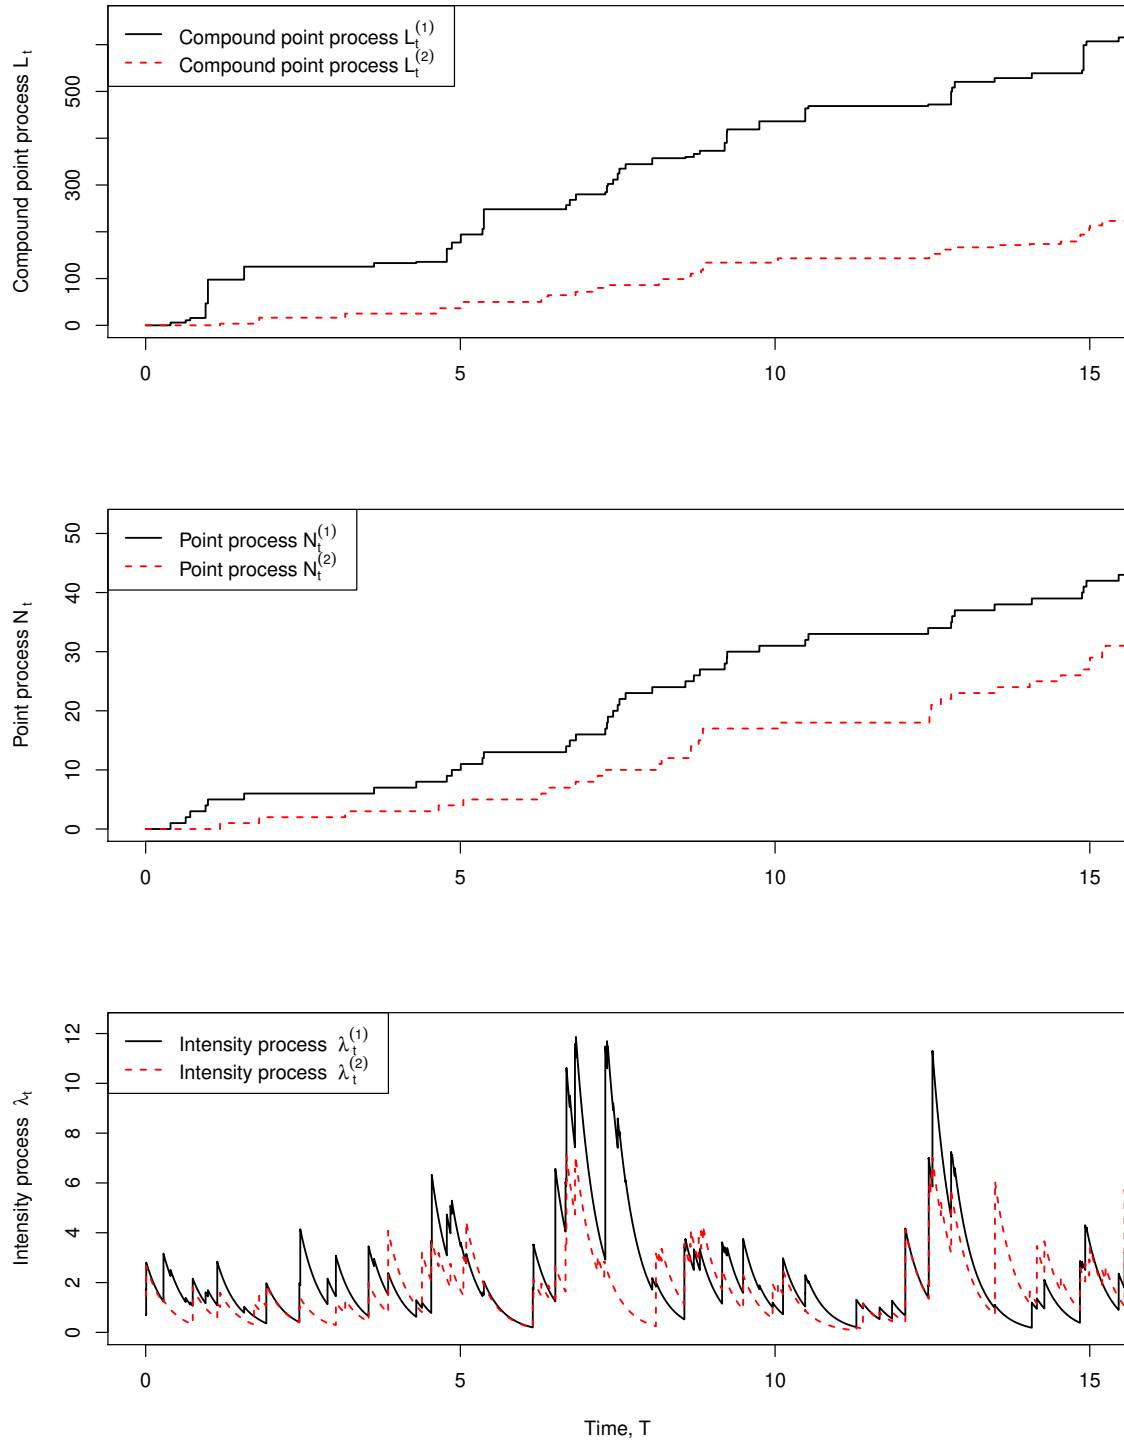 Compound point process L_t
500
300
100
0
Compound point process L_t^(1)
Compound point process L_t^(2)
0 5 10 15
Point process N_t
50
40
30
20
10
0
Point process N_t^(1)
Point process N_t^(2)
0 5 10 15
Intensity process λ_t
12
10
8
6
4
2
0
Intensity process λ_t^(1)
Intensity process λ_t^(2)
0 5 10 15
Time, T